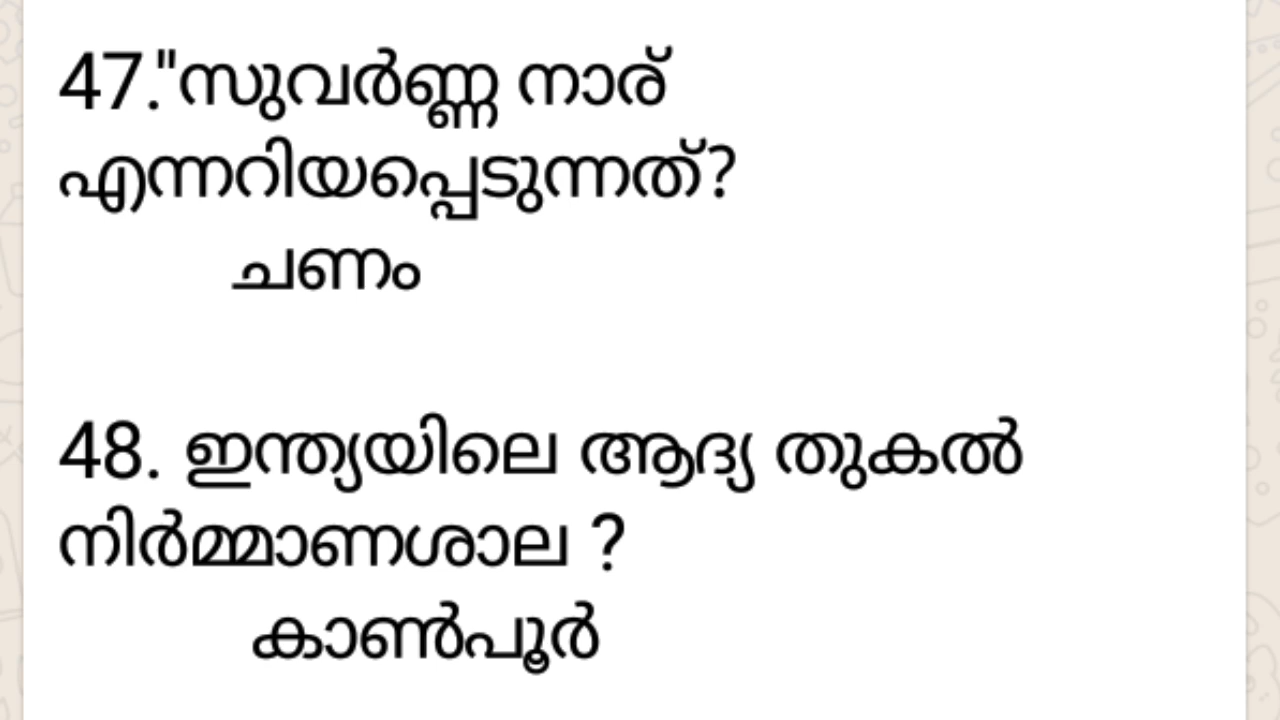 47."സുവർണ്ണ നാര്
എന്നറിയപ്പെടുന്നത്?
ചണം
48. ഇന്ത്യയിലെ ആദ്യ തുകൽ
നിർമ്മാണശാല ?
കാൺപൂർ